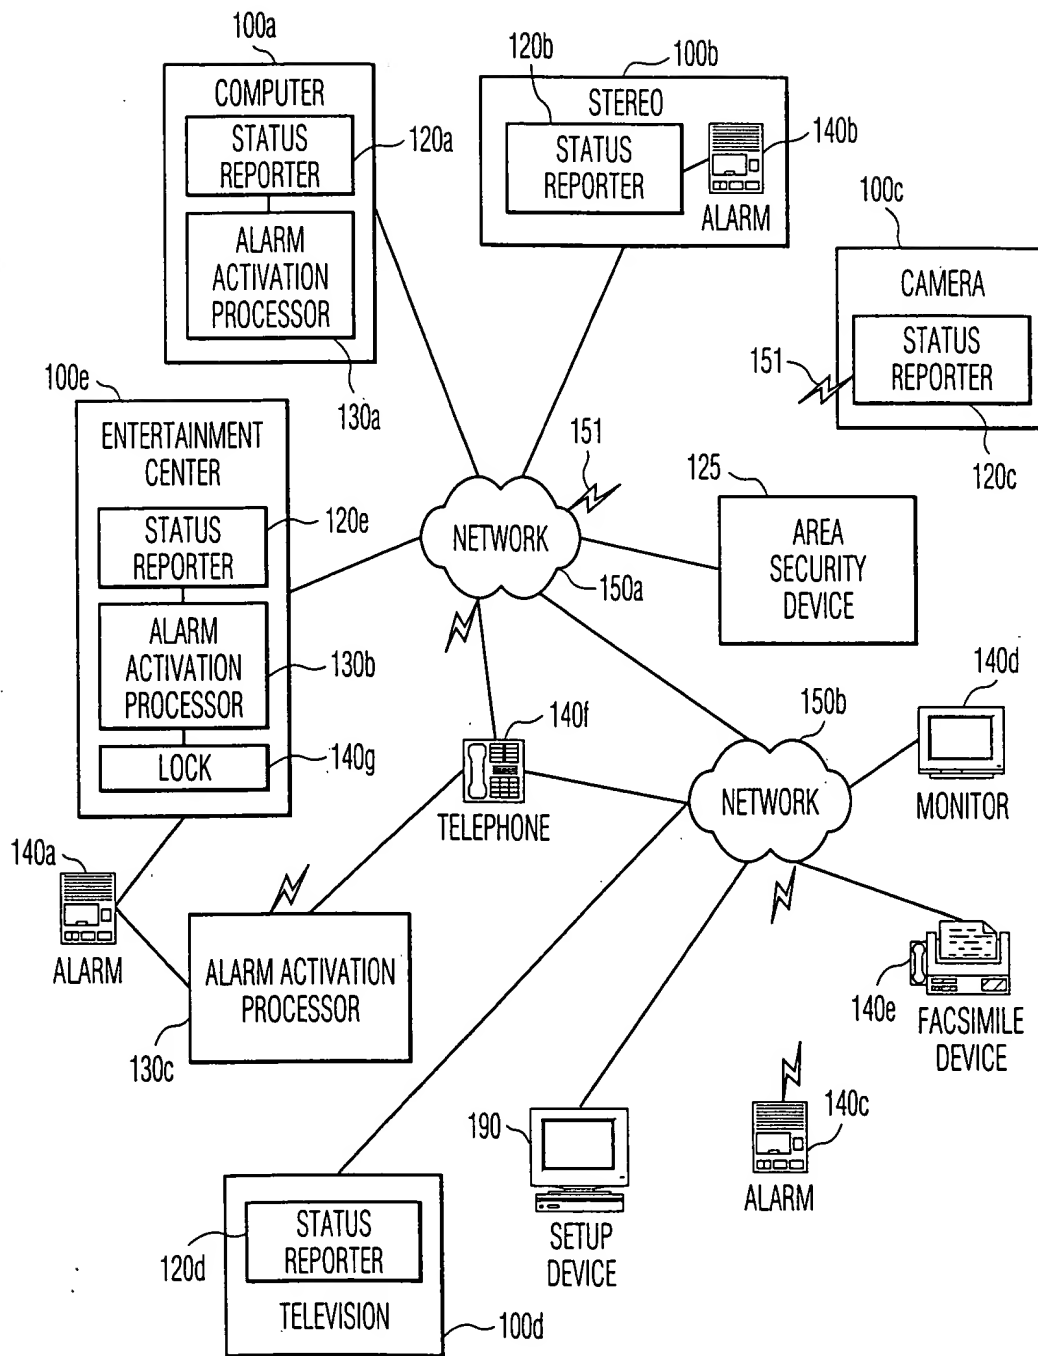 100a
COMPUTER
STATUS
REPORTER
120a
ALARM
ACTIVATION
PROCESSOR
130a
120b
100b
STEREO
STATUS
REPORTER
140b
ALARM
100c
CAMERA
STATUS
REPORTER
151
120c
100e
ENTERTAINMENT
CENTER
STATUS
REPORTER
120e
ALARM
ACTIVATION
PROCESSOR
130b
LOCK
140g
151
NETWORK
150a
125
AREA
SECURITY
DEVICE
140f
TELEPHONE
150b
NETWORK
140d
MONITOR
140a
ALARM
ALARM ACTIVATION
PROCESSOR
130c
140e
FACSIMILE
DEVICE
190
SETUP
DEVICE
140c
ALARM
STATUS
REPORTER
120d
TELEVISION
100d